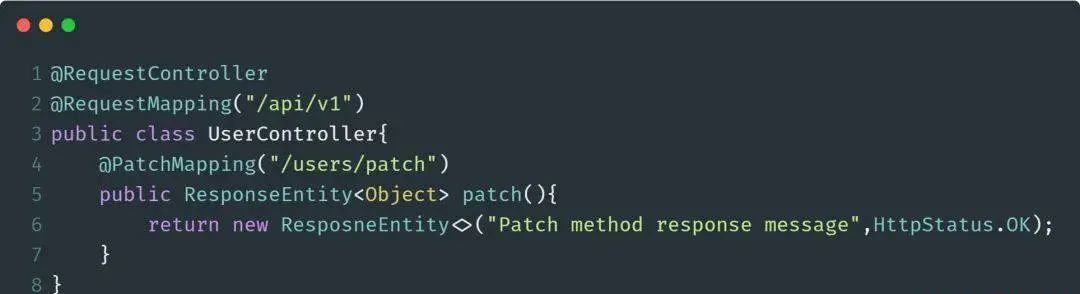 1 @RequestController
2 @RequestMapping("/api/v1")
3 public class UserController{
4     @PatchMapping("/users/patch")
5     public ResponseEntity<Object> patch(){
6         return new ResposneEntity<>("Patch method response message",HttpStatus.OK);
7     }
8 }